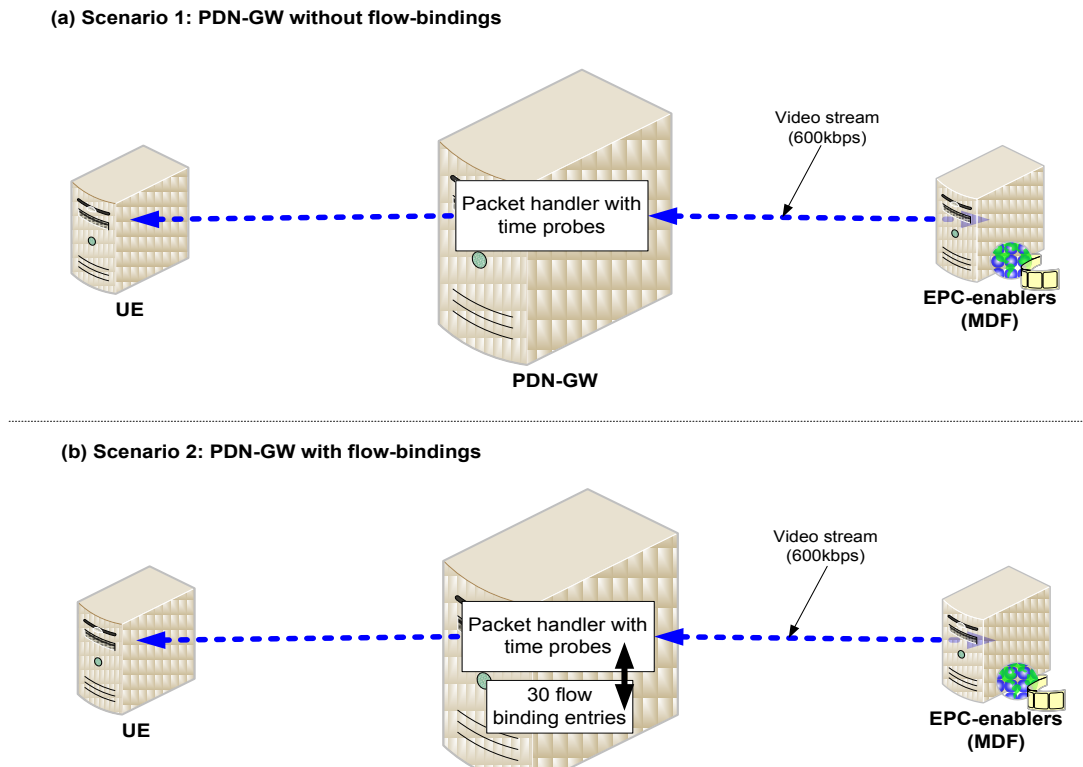 (a) Scenario 1: PDN-GW without flow-bindings
Video stream
(600kbps)
Packet handler with
time probes
UE
EPC-enablers
(MDF)
PDN-GW
(b) Scenario 2: PDN-GW with flow-bindings
Video stream
(600kbps)
Packet handler with
time probes
30 flow
binding entries
UE
EPC-enablers
(MDF)